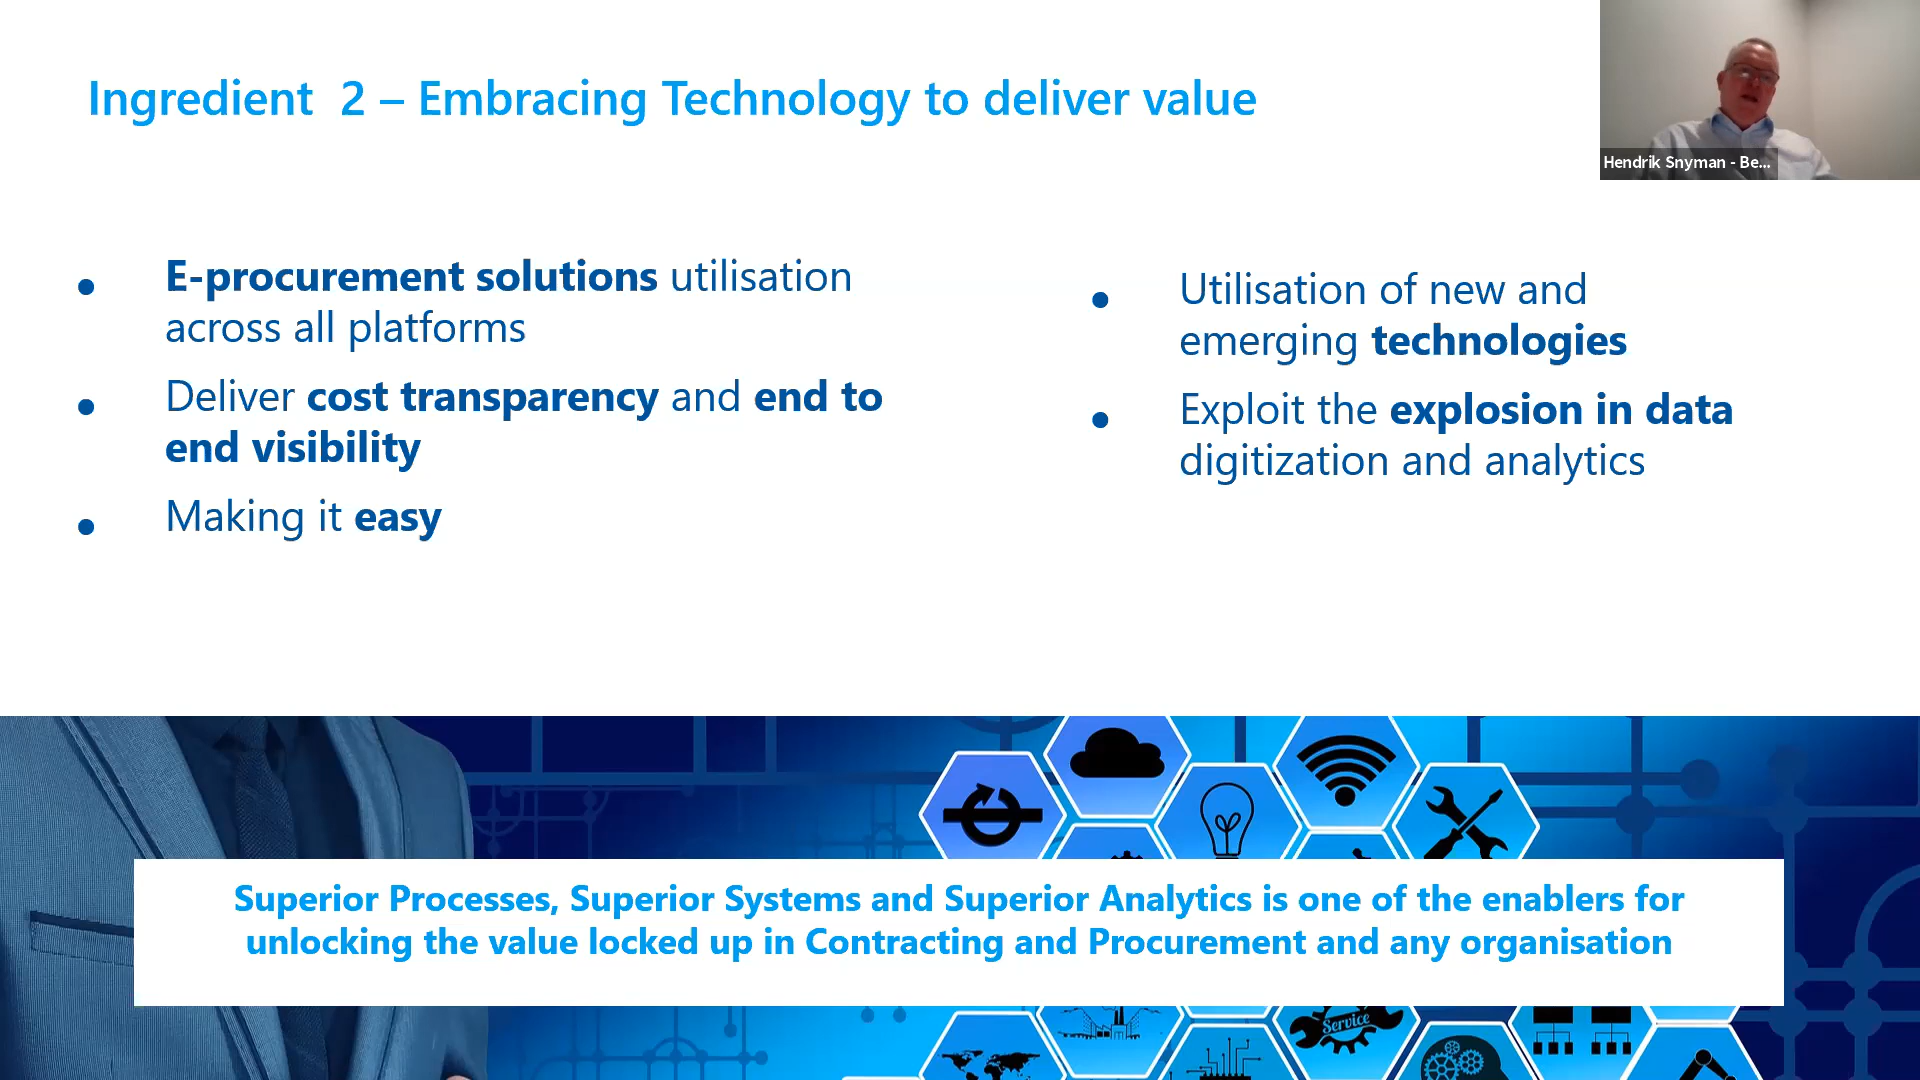 Ingredient 2 – Embracing Technology to deliver value
Hendrik Snyman - Be...
E-procurement solutions utilisation
across all platforms
Deliver cost transparency and end to
end visibility
Making it easy
Utilisation of new and
emerging technologies
Exploit the explosion in data
digitization and analytics
Superior Processes, Superior Systems and Superior Analytics is one of the enablers for
unlocking the value locked up in Contracting and Procurement and any organisation
Service